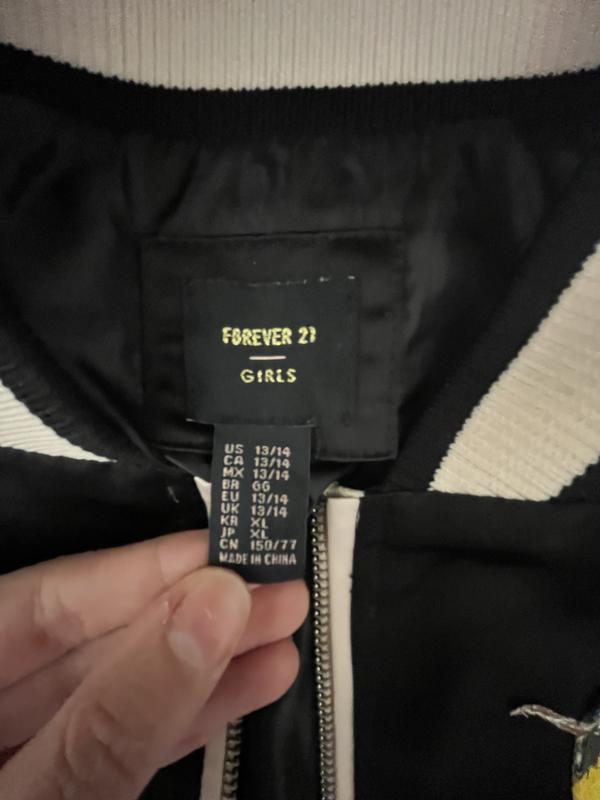 FOREVER 21
GIRLS
US 13/14
CA 13/14
MX 13/14
BR GG
EU 13/14
UK 13/14
KR XL
JP XL
CN 150/77
MADE IN CHINA